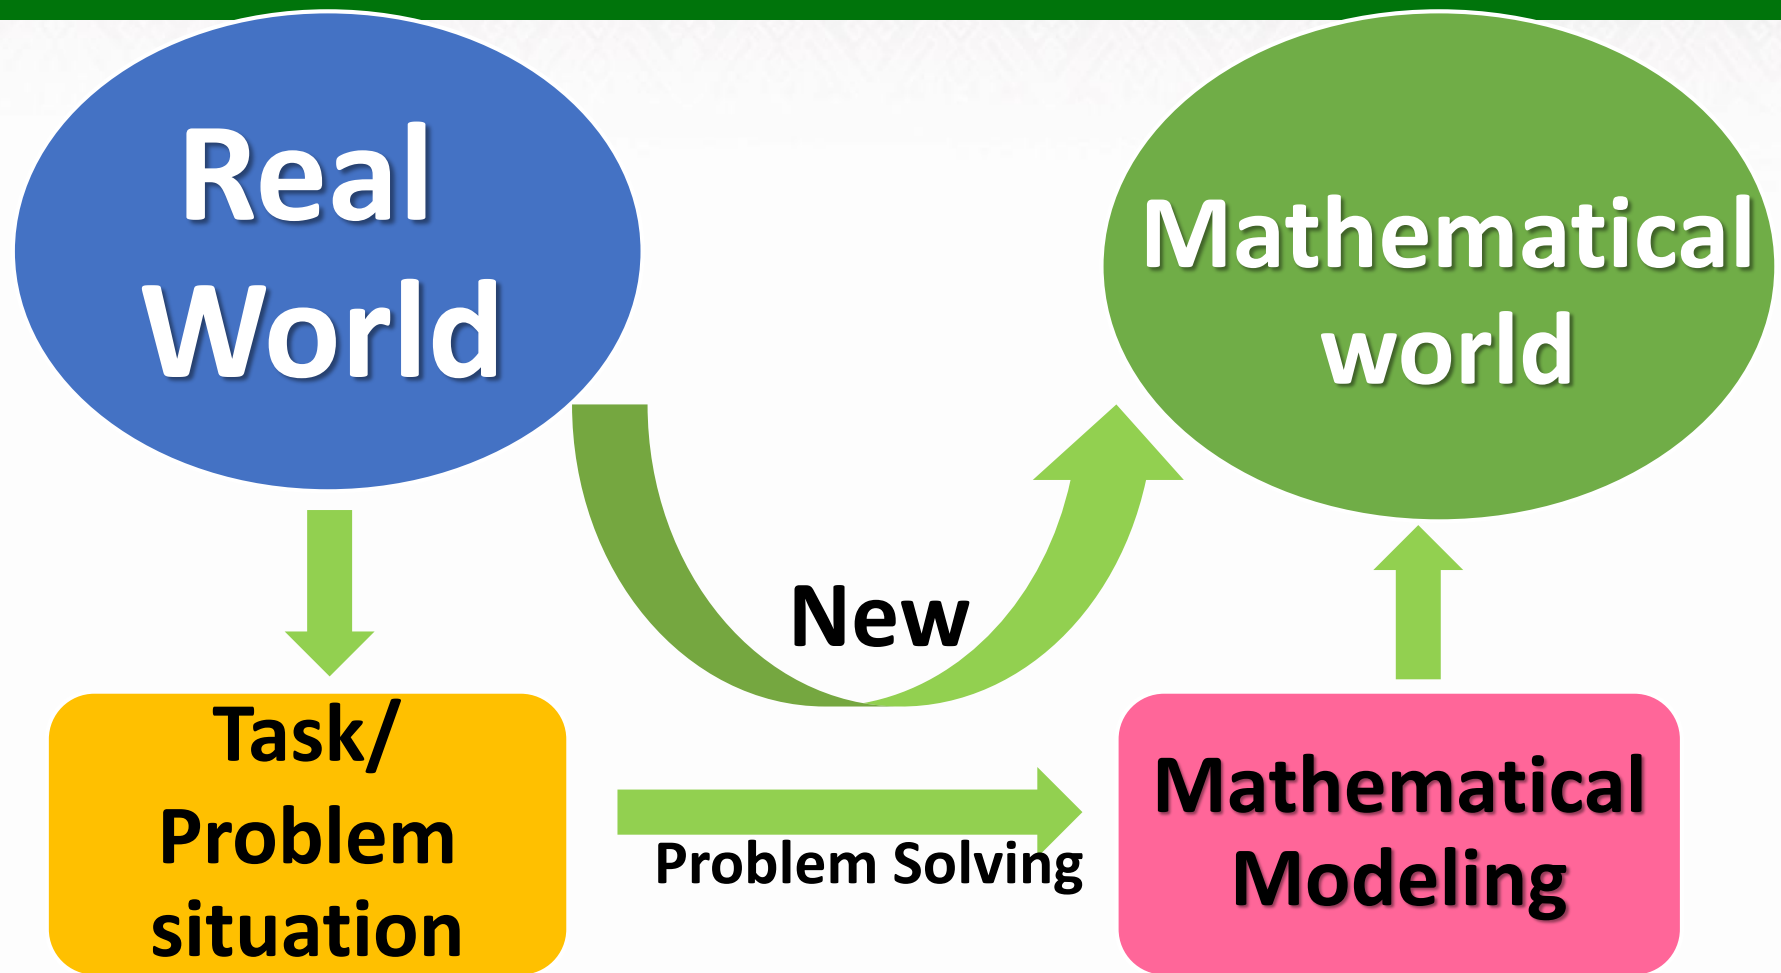 Real
World
Mathematical
world
New
Task/
Problem
situation
Problem Solving
Mathematical
Modeling